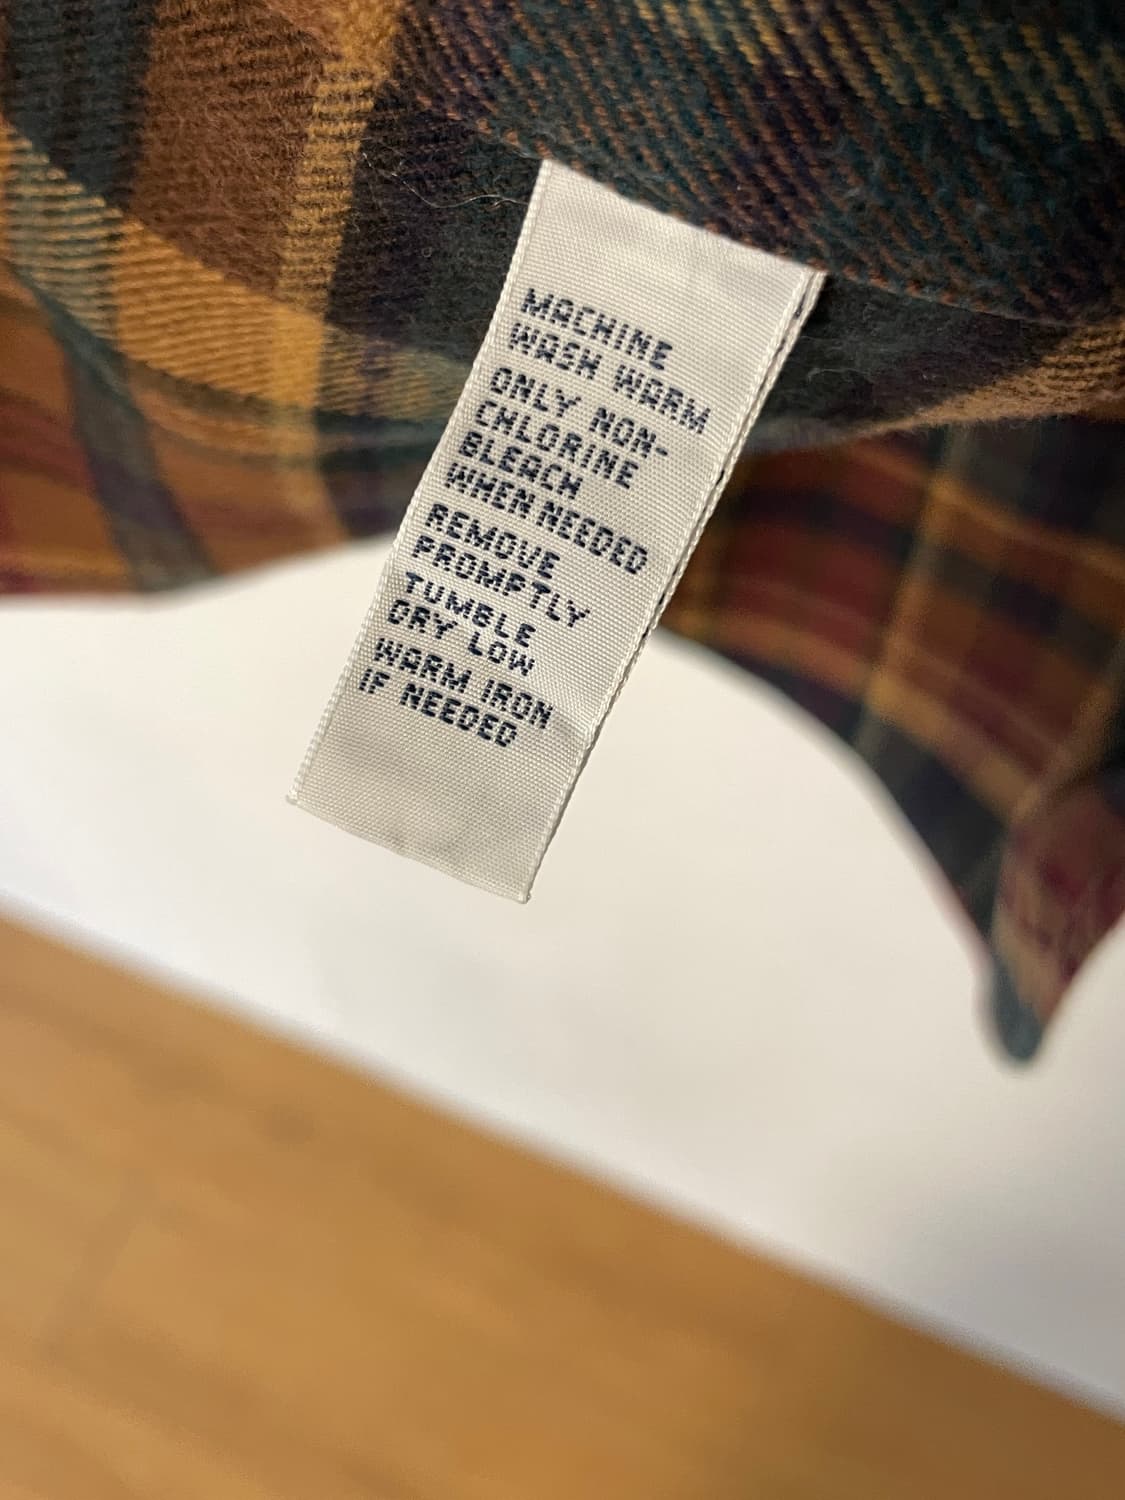 MACHINE
WASH WARM
ONLY NON-
CHLORINE
BLEACH
WHEN NEEDED
REMOVE
PROMPTLY
TUMBLE
DRY LOW
WARM IRON
IF NEEDED